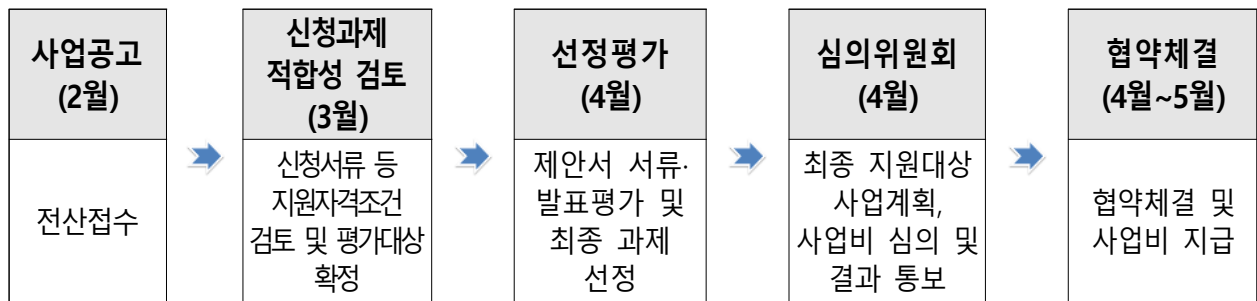 사업공고
(2월)
전산접수
신청과제
적합성 검토
(3월)
신청서류 등
지원자격조건
검토 및 평가대상
확정
선정평가
(4월)
제안서 서류·
발표평가 및
최종 과제
선정
심의위원회
(4월)
최종 지원대상
사업계획,
사업비 심의 및
결과 통보
협약체결
(4월~5월)
협약체결 및
사업비 지급